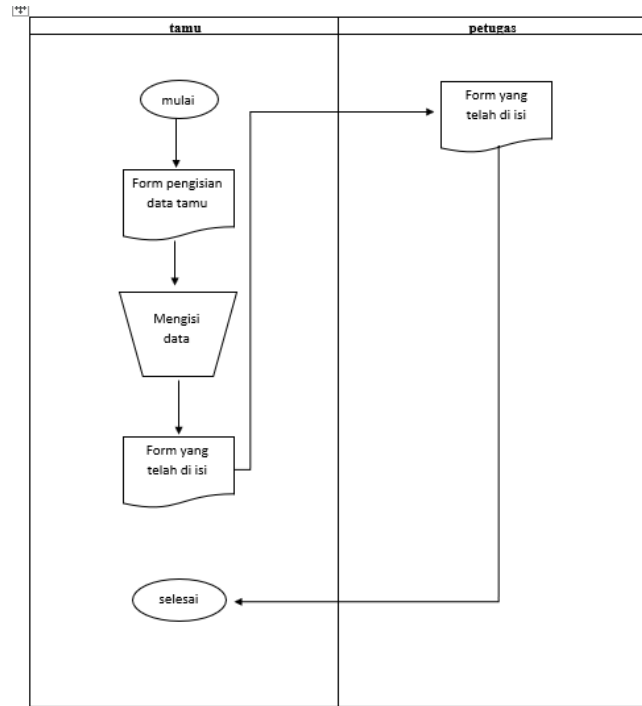 tamu
petugas
mulai
Form pengisian
data tamu
Mengisi
data
Form yang
telah di isi
selesai
Form yang
telah di isi